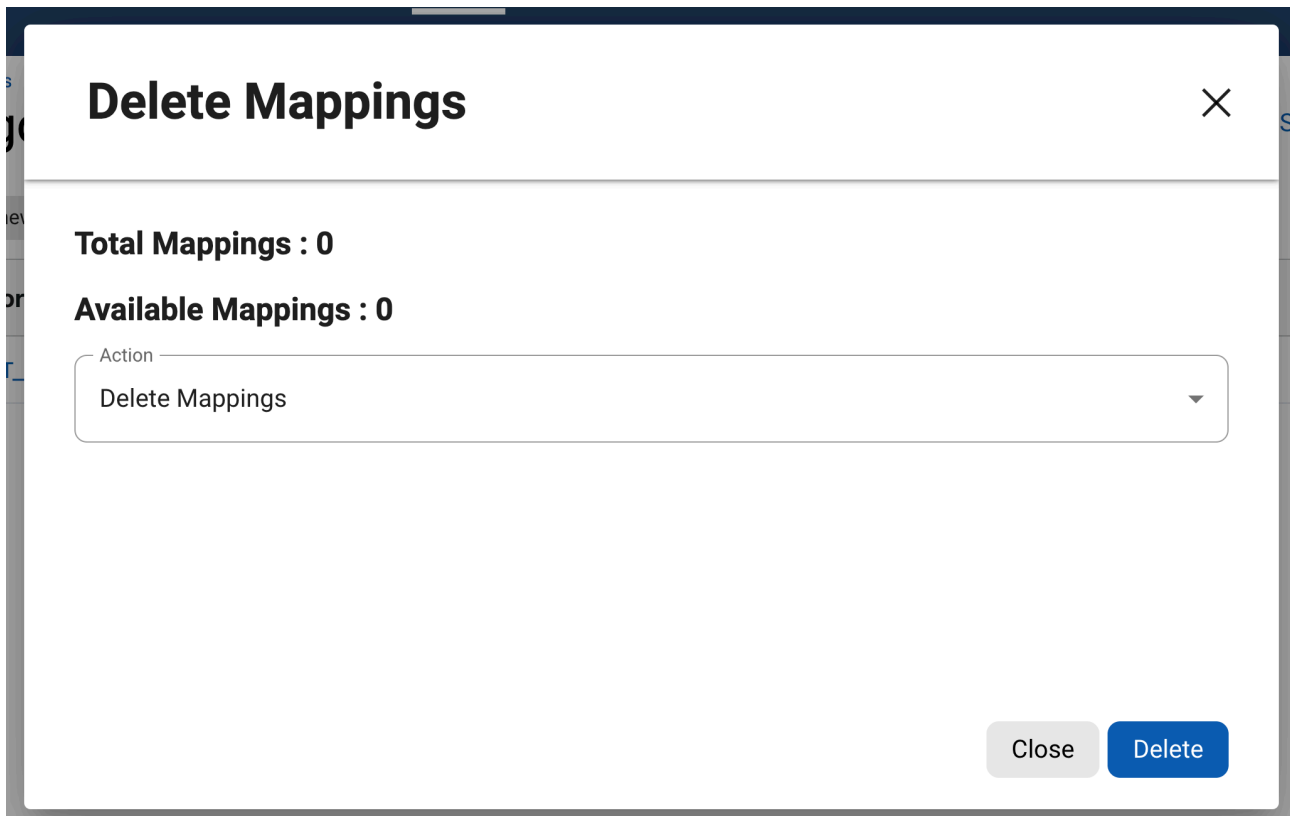 Delete Mappings
Total Mappings : 0
Available Mappings : 0
Action
Delete Mappings
Close
Delete